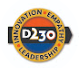 INNOVATION • EMPATHY
D230
LEADERSHIP